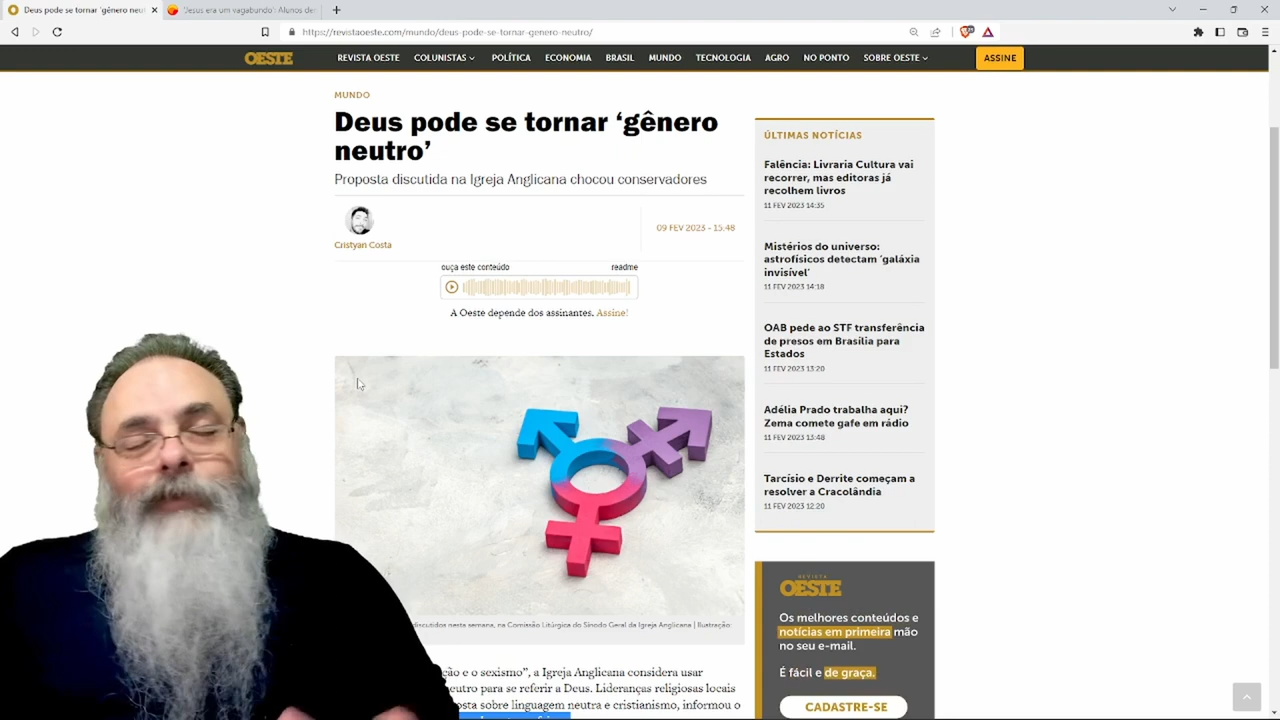 Deus pode se tornar ‘gênero neut
'Jesus era um vagabundo': Alunos de
https://revistaoeste.com/mundo/deus-pode-se-tornar-genero-neutro/
OESTE
REVISTA OESTE COLUNISTAS POLÍTICA ECONOMIA BRASIL MUNDO TECNOLOGIA AGRO NO PONTO SOBRE OESTE
ASSINE
MUNDO
Deus pode se tornar ‘gênero
neutro’
Proposta discutida na Igreja Anglicana chocou conservadores
Cristyan Costa
09 FEV 2023 - 15:48
ouça este conteúdo
readme
A Oeste depende dos assinantes. Assine!
discutidos nesta semana, na Comissão Litúrgica do Sínodo Geral da Igreja Anglicana | Ilustração:
ção e o sexismo”, a Igreja Anglicana considera usar
eutro para se referir a Deus. Lideranças religiosas locais
osta sobre linguagem neutra e cristianismo, informou o
ÚLTIMAS NOTÍCIAS
Falência: Livraria Cultura vai
recorrer, mas editoras já
recolhem livros
11 FEV 2023 14:35
Mistérios do universo:
astrofísicos detectam ‘galáxia
invisível’
11 FEV 2023 14:18
OAB pede ao STF transferência
de presos em Brasília para
Estados
11 FEV 2023 13:20
Adélia Prado trabalha aqui?
Zema comete gafe em rádio
11 FEV 2023 13:48
Tarcísio e Derrite começam a
resolver a Cracolândia
11 FEV 2023 12:20
REVISTA
OESTE
Os melhores conteúdos e
notícias em primeira mão
no seu e-mail.
É fácil e de graça.
CADASTRE-SE